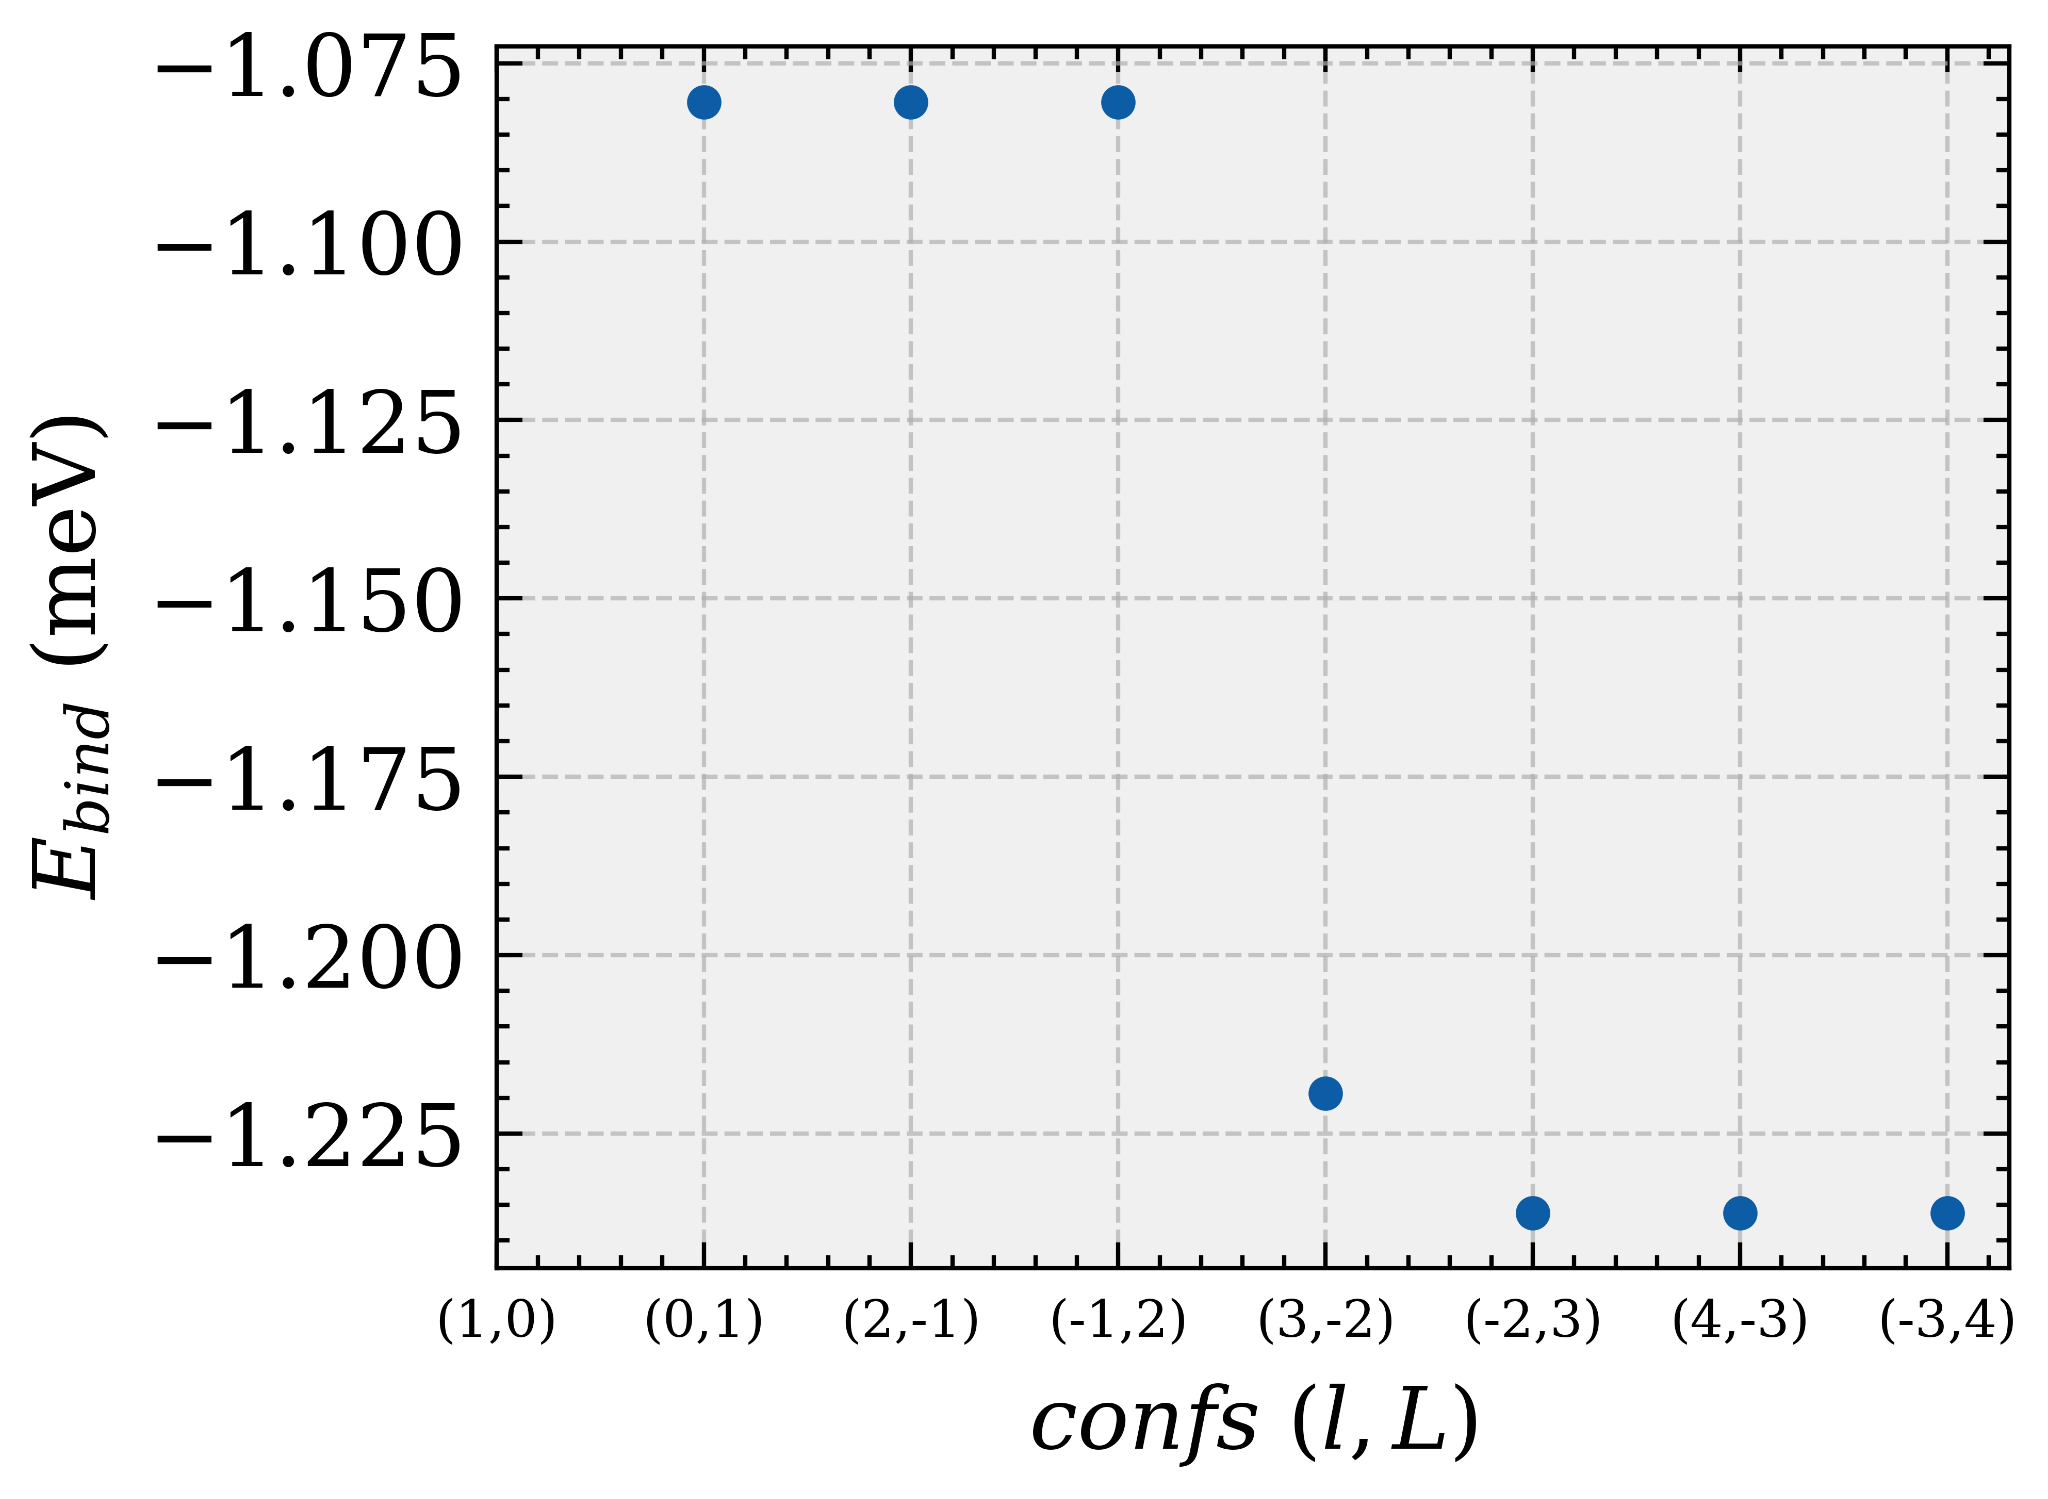 −1.075
−1.100
−1.125
−1.150
−1.175
−1.200
−1.225
E_bind (meV)
(1,0) (0,1) (2,-1) (-1,2) (3,-2) (-2,3) (4,-3) (-3,4)
confs (l, L)